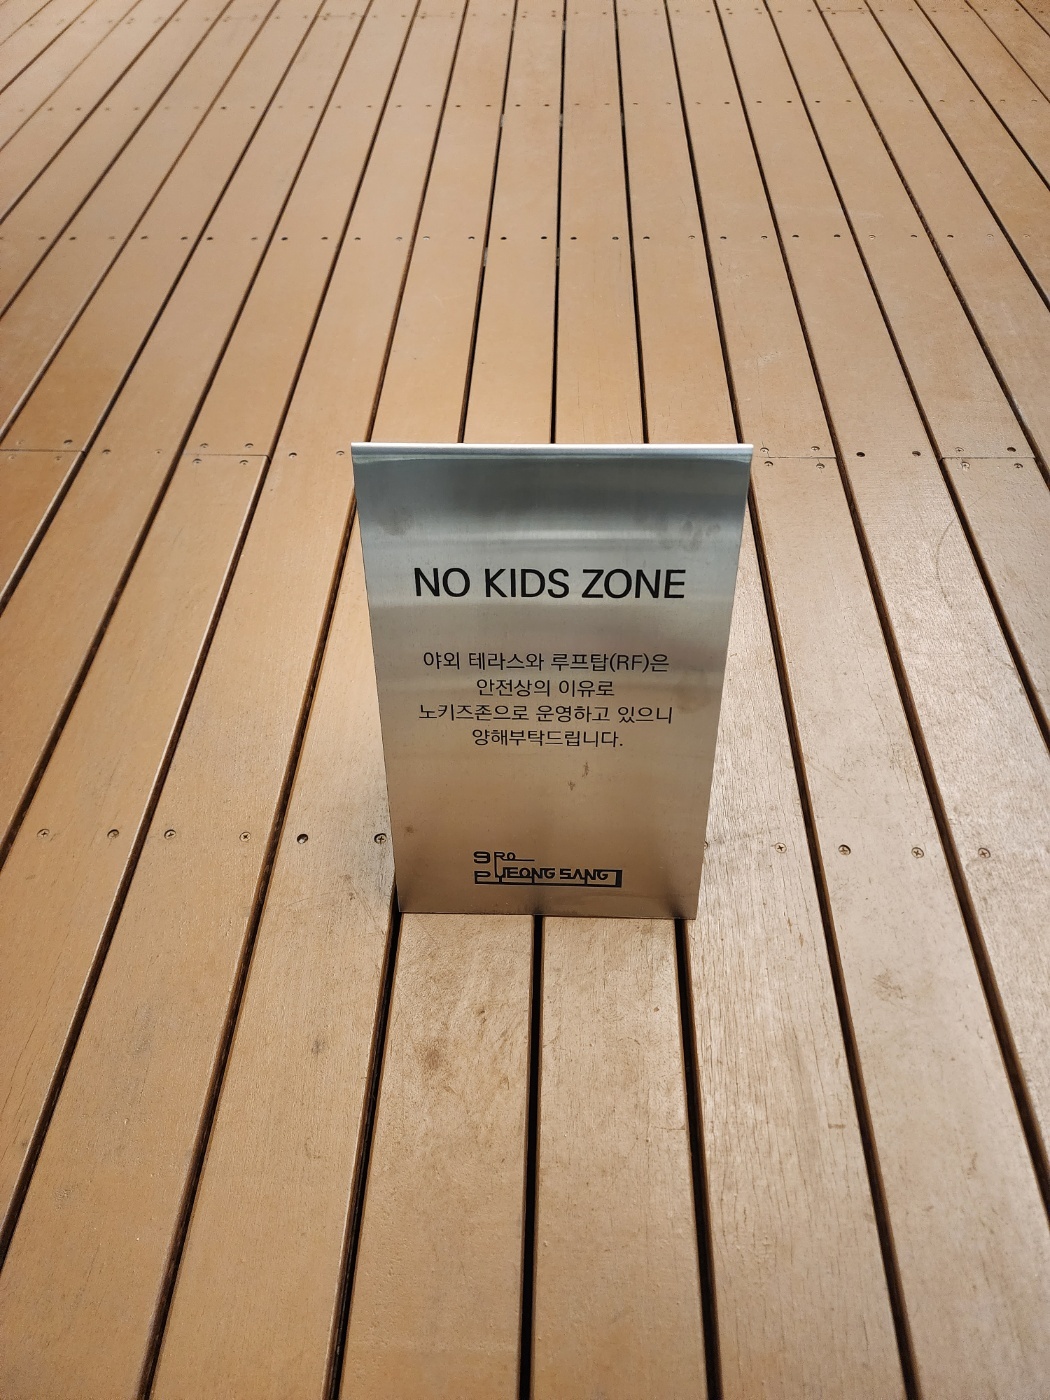 NO KIDS ZONE
야외 테라스와 루프탑(RF)은
안전상의 이유로
노키즈존으로 운영하고 있으니
양해부탁드립니다.
9Ro
PYEONG SANG